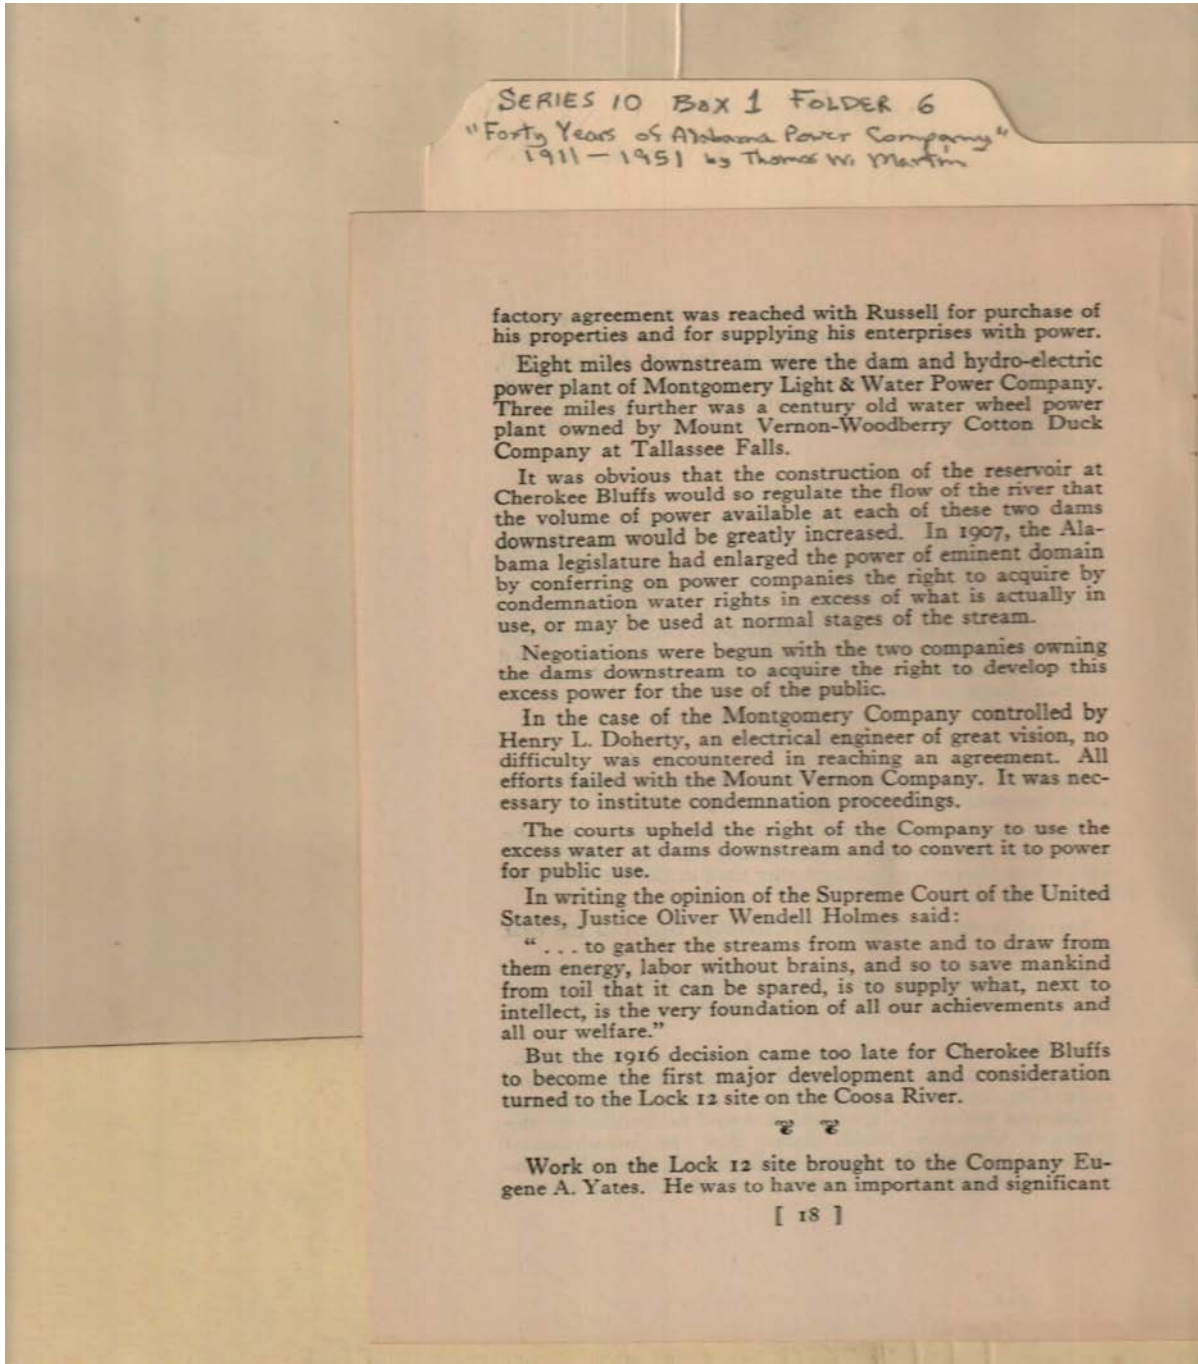 SERIES 10 BOX 1 FOLDER 6
"Forty Years of Alabama Power Company"
1911-1951 by Thomas W. Martin
factory agreement was reached with Russell for purchase of
his properties and for supplying his enterprises with power.
Eight miles downstream were the dam and hydro-electric
power plant of Montgomery Light & Water Power Company.
Three miles further was a century old water wheel power
plant owned by Mount Vernon-Woodberry Cotton Duck
Company at Tallassee Falls.
It was obvious that the construction of the reservoir at
Cherokee Bluffs would so regulate the flow of the river that
the volume of power available at each of these two dams
downstream would be greatly increased. In 1907, the Ala-
bama legislature had enlarged the power of eminent domain
by conferring on power companies the right to acquire by
condemnation water rights in excess of what is actually in
use, or may be used at normal stages of the stream.
Negotiations were begun with the two companies owning
the dams downstream to acquire the right to develop this
excess power for the use of the public.
In the case of the Montgomery Company controlled by
Henry L. Doherty, an electrical engineer of great vision, no
difficulty was encountered in reaching an agreement. All
efforts failed with the Mount Vernon Company. It was nec-
essary to institute condemnation proceedings.
The courts upheld the right of the Company to use the
excess water at dams downstream and to convert it to power
for public use.
In writing the opinion of the Supreme Court of the United
States, Justice Oliver Wendell Holmes said:
"... to gather the streams from waste and to draw from
them energy, labor without brains, and so to save mankind
from toil that it can be spared, is to supply what, next to
intellect, is the very foundation of all our achievements and
all our welfare."
But the 1916 decision came too late for Cherokee Bluffs
to become the first major development and consideration
turned to the Lock 12 site on the Coosa River.
Work on the Lock 12 site brought to the Company Eu-
gene A. Yates. He was to have an important and significant
[ 18 ]